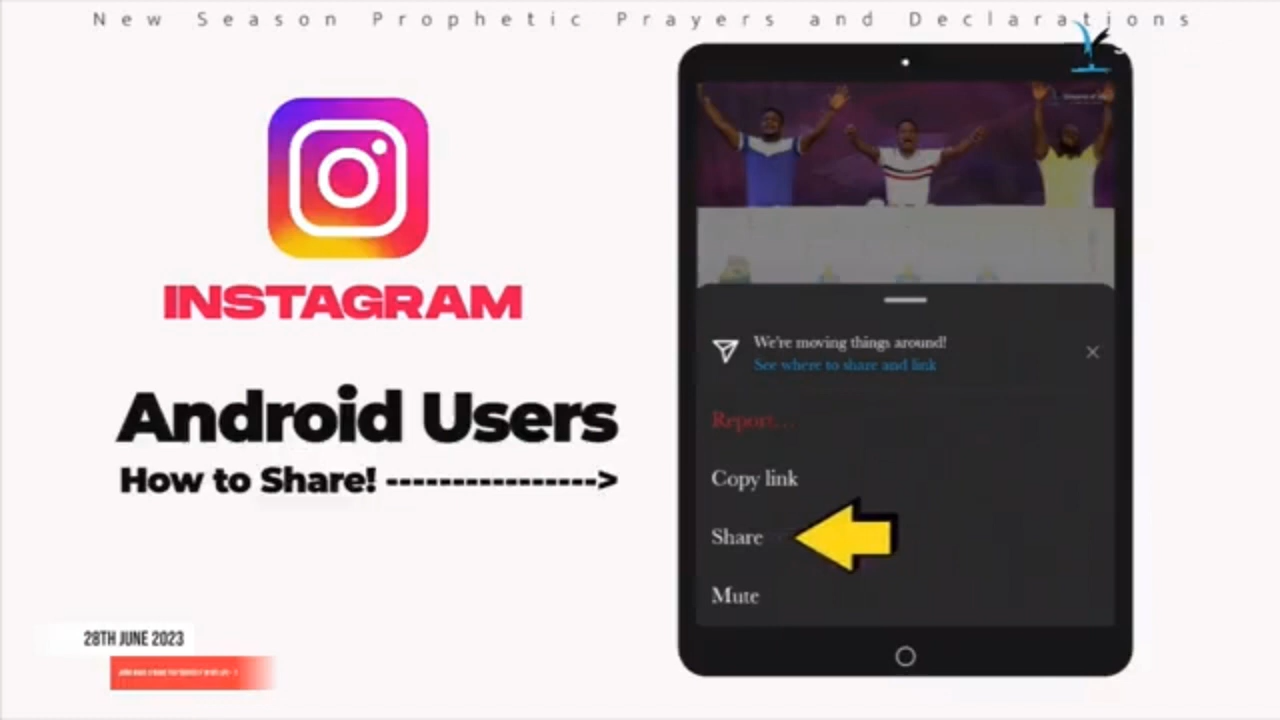 New Season Prophetic Prayers and Declarations
INSTAGRAM
Android Users
How to Share! ---------------->
We're moving things around!
See where to share and link
Report...
Copy link
Share
Mute
28TH JUNE 2023